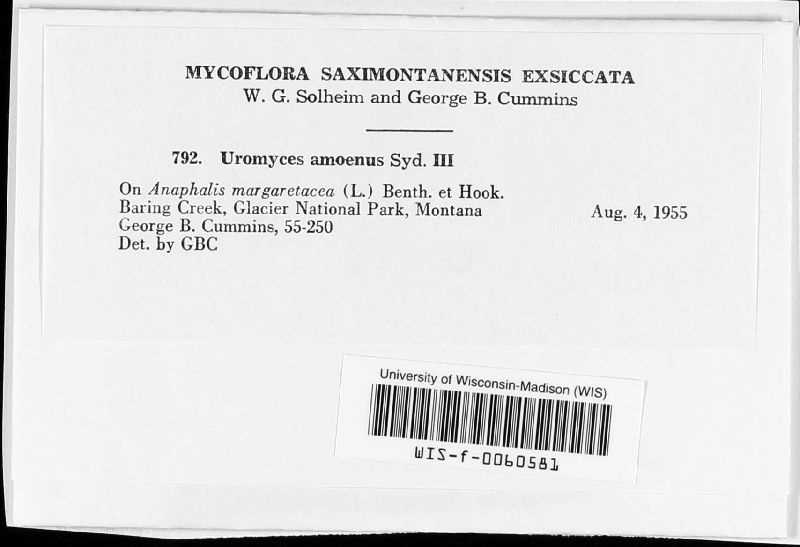 MYCOFLORA SAXIMONTANENSIS EXSICCATA
W. G. Solheim and George B. Cummins
792. Uromyces amoenus Syd. III
On Anaphalis margaretacea (L.) Benth. et Hook.
Baring Creek, Glacier National Park, Montana Aug. 4, 1955
George B. Cummins, 55-250
Det. by GBC
University of Wisconsin-Madison (WIS)
WIS-f-0060581